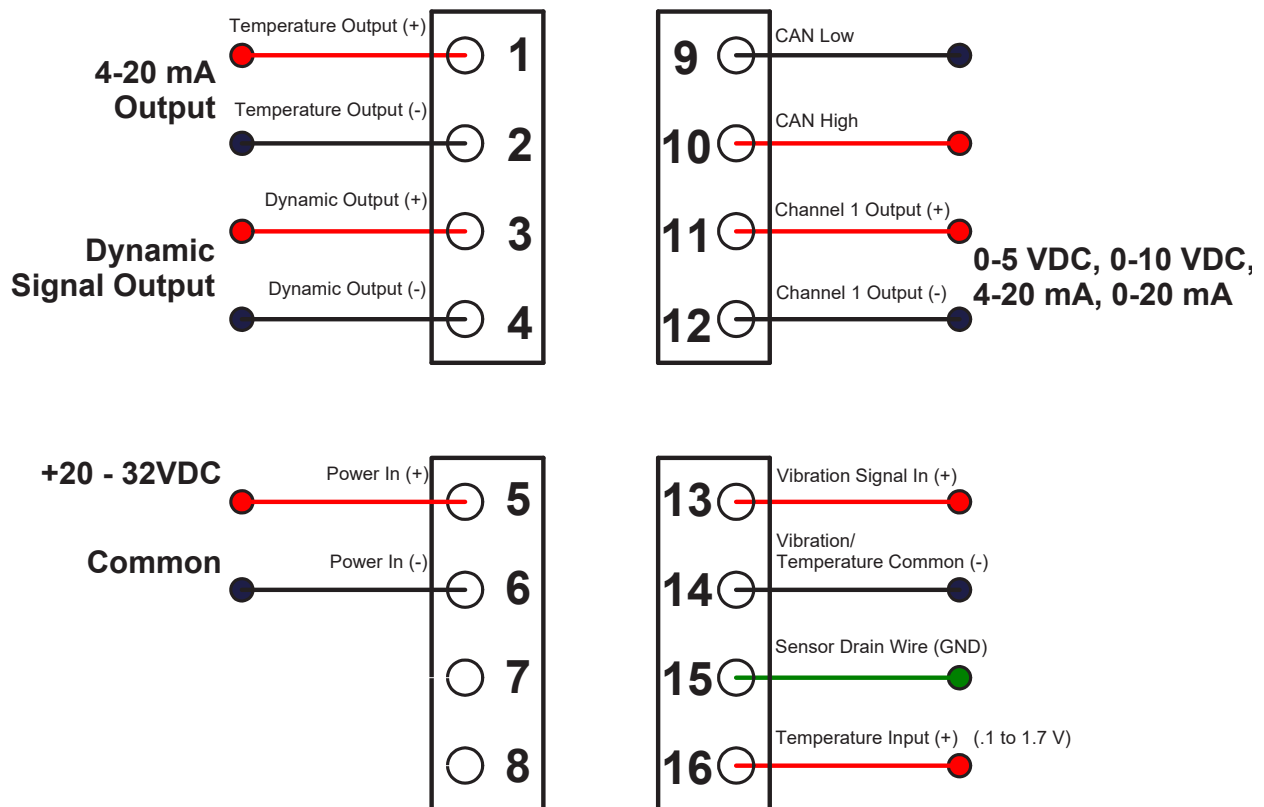 Temperature Output (+)
1
4-20 mA
Output
Temperature Output (-)
2
Dynamic Output (+)
3
Dynamic
Signal Output
Dynamic Output (-)
4
9
CAN Low
10
CAN High
11
Channel 1 Output (+)
0-5 VDC, 0-10 VDC,
4-20 mA, 0-20 mA
12
Channel 1 Output (-)
+20 - 32VDC
Power In (+)
5
Common
Power In (-)
6
7
8
13
Vibration Signal In (+)
Vibration/
Temperature Common (-)
14
Sensor Drain Wire (GND)
15
Temperature Input (+) (.1 to 1.7 V)
16